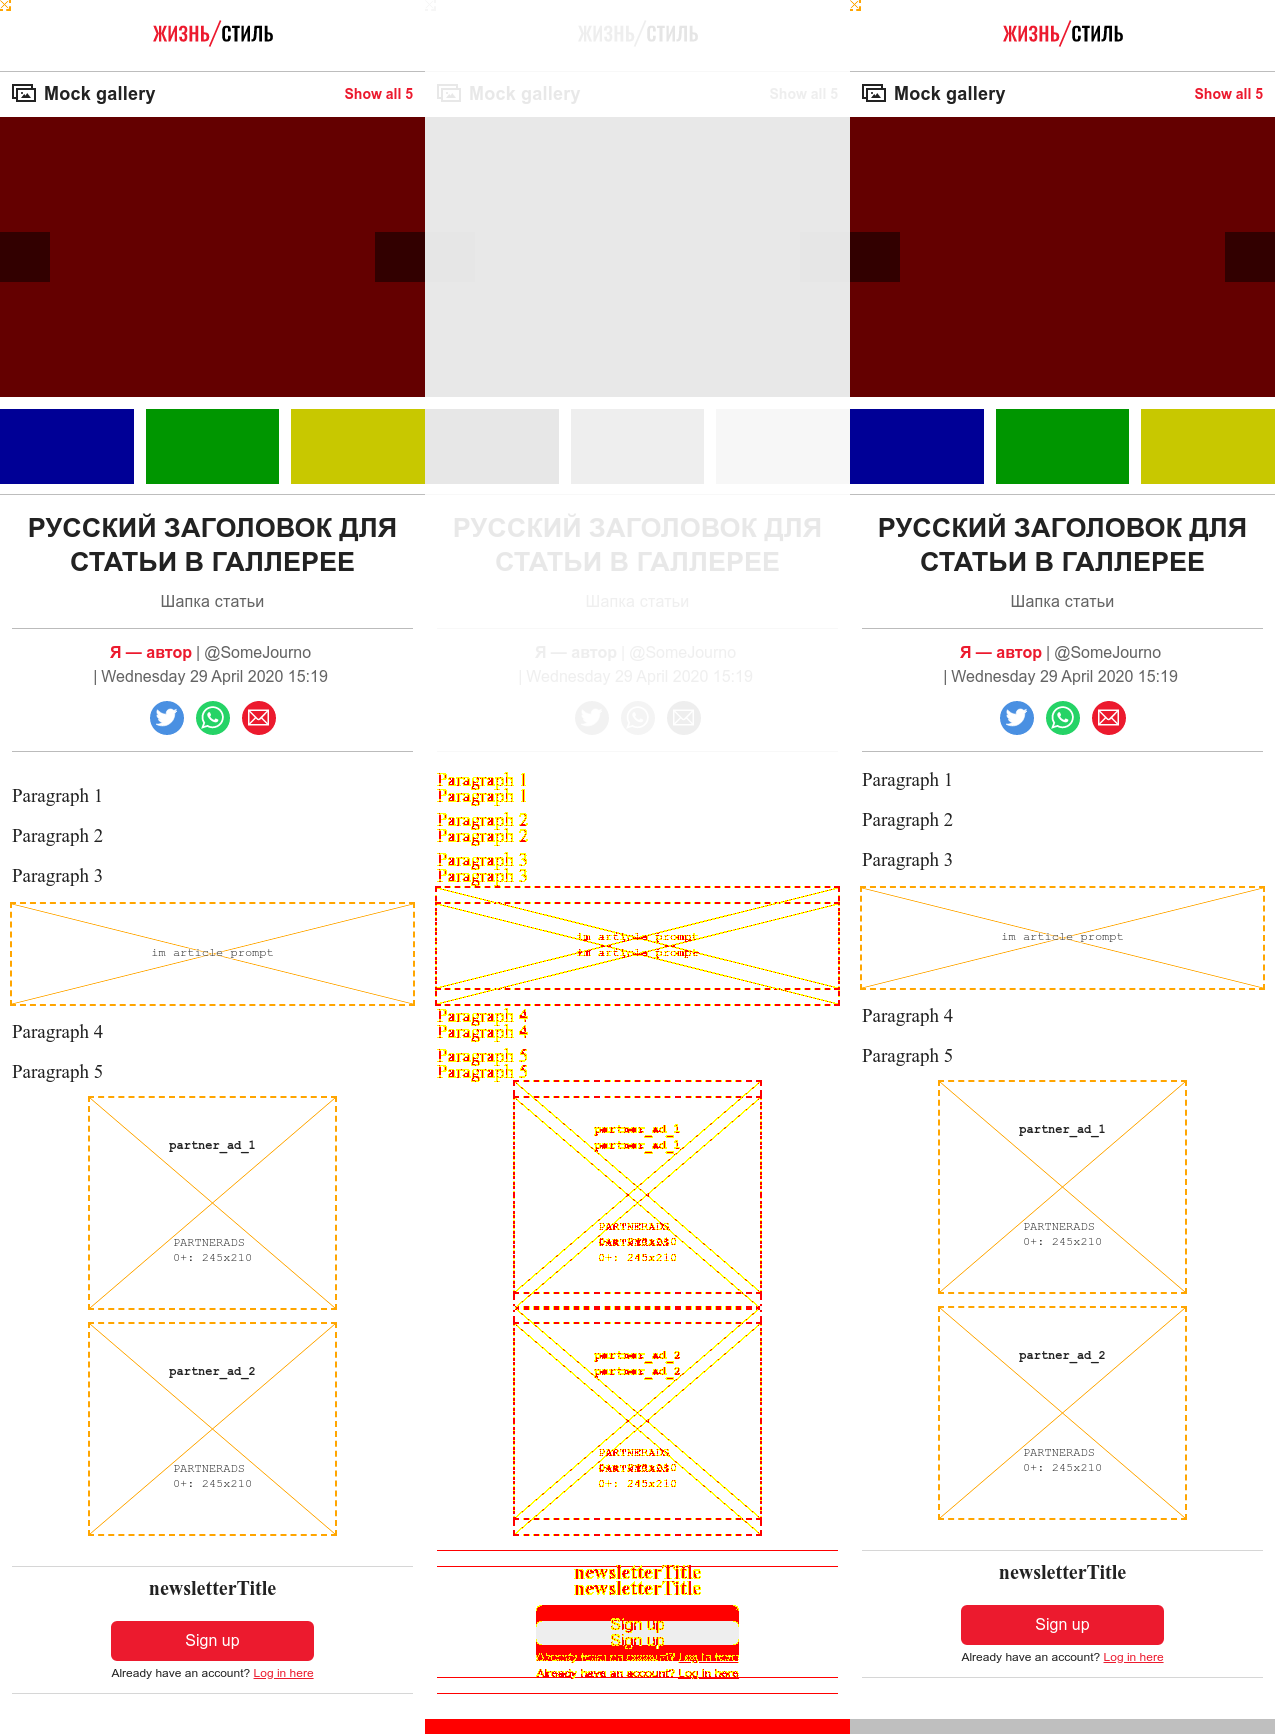 ЖИЗНЬ/СТИЛЬ
Mock gallery
Show all 5
РУССКИЙ ЗАГОЛОВОК ДЛЯ
СТАТЬИ В ГАЛЛЕРЕЕ
Шапка статьи
Я — автор | @SomeJourno
| Wednesday 29 April 2020 15:19
Paragraph 1
Paragraph 2
Paragraph 3
im article prompt
Paragraph 4
Paragraph 5
partner_ad_1
PARTNERADS
0+: 245x210
partner_ad_2
PARTNERADS
0+: 245x210
newsletterTitle
Sign up
Already have an account? Log in here
ЖИЗНЬ/СТИЛЬ
Mock gallery
Show all 5
РУССКИЙ ЗАГОЛОВОК ДЛЯ
СТАТЬИ В ГАЛЛЕРЕЕ
Шапка статьи
Я — автор | @SomeJourno
| Wednesday 29 April 2020 15:19
Paragraph 1
Paragraph 1
Paragraph 2
Paragraph 2
Paragraph 3
Paragraph 3
im article prompt
im article prompt
Paragraph 4
Paragraph 4
Paragraph 5
Paragraph 5
partner_ad_1
partner_ad_1
PARTNERADS
0+: 245x210
partner_ad_2
partner_ad_2
PARTNERADS
0+: 245x210
newsletterTitle
newsletterTitle
Sign up
Sign up
Already have an account? Log in here
Already have an account? Log in here
ЖИЗНЬ/СТИЛЬ
Mock gallery
Show all 5
РУССКИЙ ЗАГОЛОВОК ДЛЯ
СТАТЬИ В ГАЛЛЕРЕЕ
Шапка статьи
Я — автор | @SomeJourno
| Wednesday 29 April 2020 15:19
Paragraph 1
Paragraph 2
Paragraph 3
im article prompt
Paragraph 4
Paragraph 5
partner_ad_1
PARTNERADS
0+: 245x210
partner_ad_2
PARTNERADS
0+: 245x210
newsletterTitle
Sign up
Already have an account? Log in here